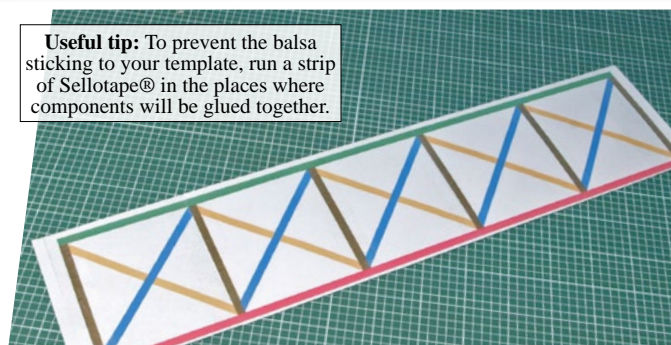 Useful tip: To prevent the balsa
sticking to your template, run a strip
of Sellotape® in the places where
components will be glued together.